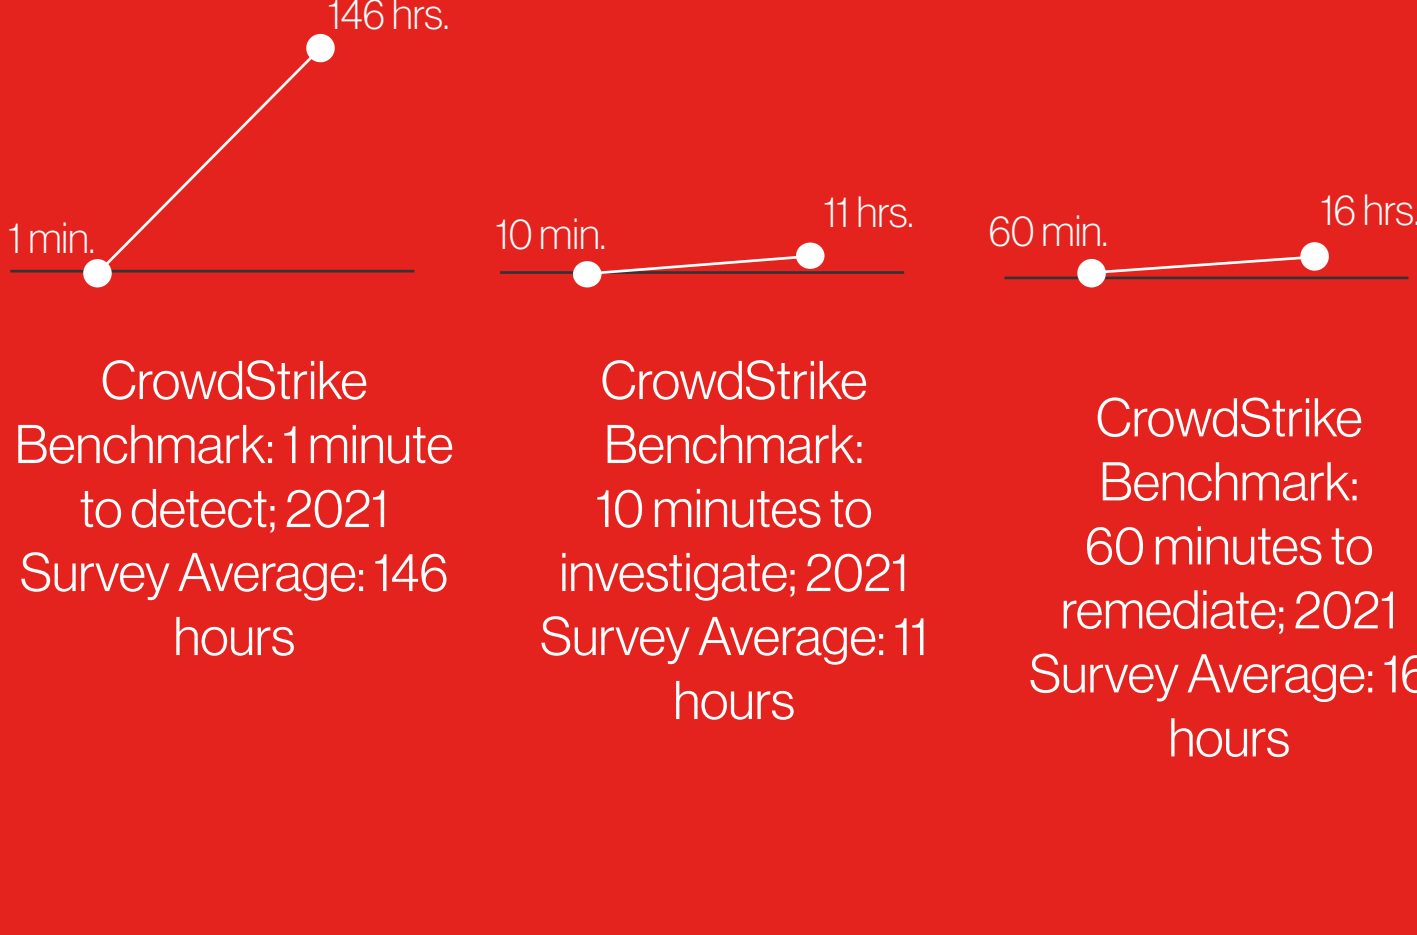 146 hrs.
1 min.
10 min.
11 hrs.
60 min.
16 hrs.
CrowdStrike
Benchmark: 1 minute
to detect; 2021
Survey Average: 146
hours
CrowdStrike
Benchmark:
10 minutes to
investigate; 2021
Survey Average: 11
hours
CrowdStrike
Benchmark:
60 minutes to
remediate; 2021
Survey Average: 16
hours